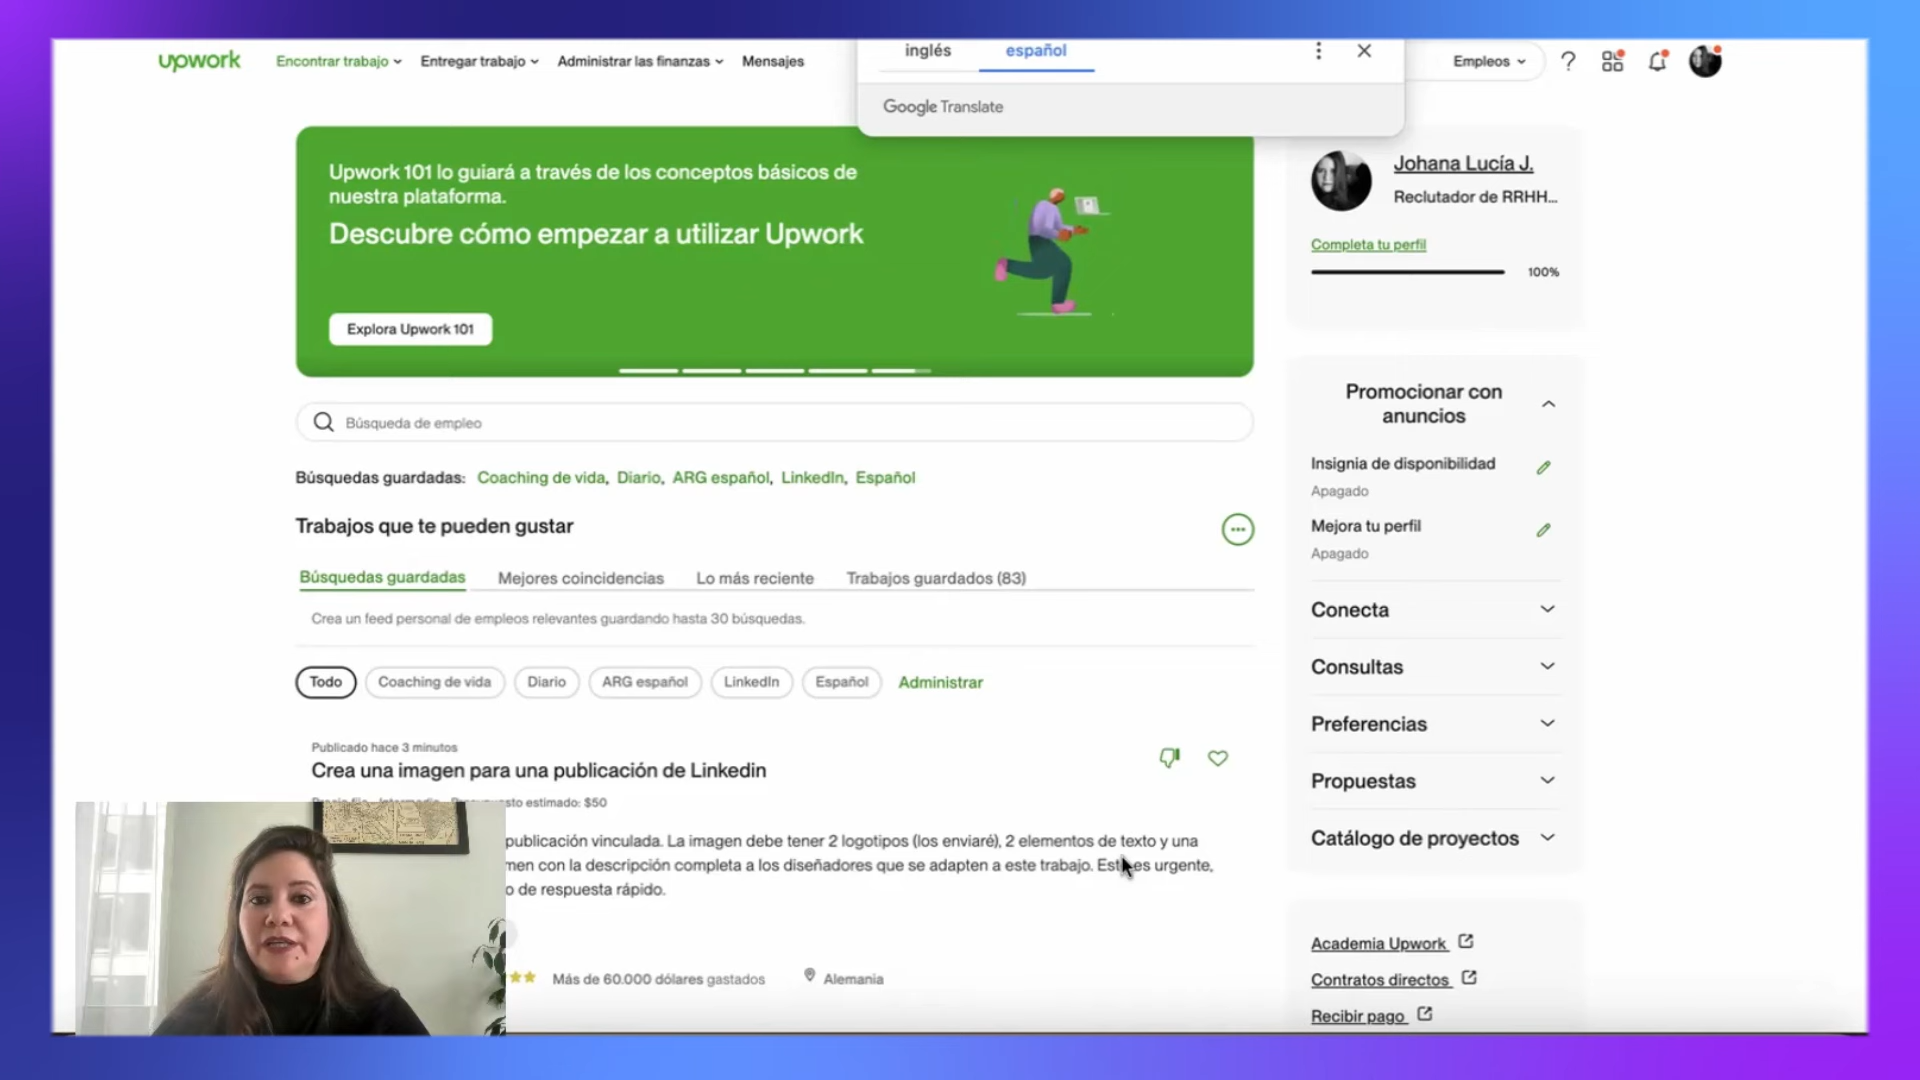 upwork
Encontrar trabajo
Entregar trabajo
Administrar las finanzas
Mensajes
inglés
español
Google Translate
Empleos
?
Upwork 101 lo guiará a través de los conceptos básicos de
nuestra plataforma.
Descubre cómo empezar a utilizar Upwork
Explora Upwork 101
Johana Lucía J.
Reclutador de RRHH...
Completa tu perfil
100%
Búsqueda de empleo
Búsquedas guardadas: Coaching de vida, Diario, ARG español, LinkedIn, Español
Trabajos que te pueden gustar
Búsquedas guardadas
Mejores coincidencias
Lo más reciente
Trabajos guardados (83)
Crea un feed personal de empleos relevantes guardando hasta 30 búsquedas.
Todo
Coaching de vida
Diario
ARG español
LinkedIn
Español
Administrar
Publicado hace 3 minutos
Crea una imagen para una publicación de Linkedin
estimado: $50
publicación vinculada. La imagen debe tener 2 logotipos (los enviaré), 2 elementos de texto y una
men con la descripción completa a los diseñadores que se adapten a este trabajo. Esto es urgente,
o de respuesta rápido.
Más de 60.000 dólares gastados
Alemania
Promocionar con
anuncios
Insignia de disponibilidad
Apagado
Mejora tu perfil
Apagado
Conecta
Consultas
Preferencias
Propuestas
Catálogo de proyectos
Academia Upwork
Contratos directos
Recibir pago